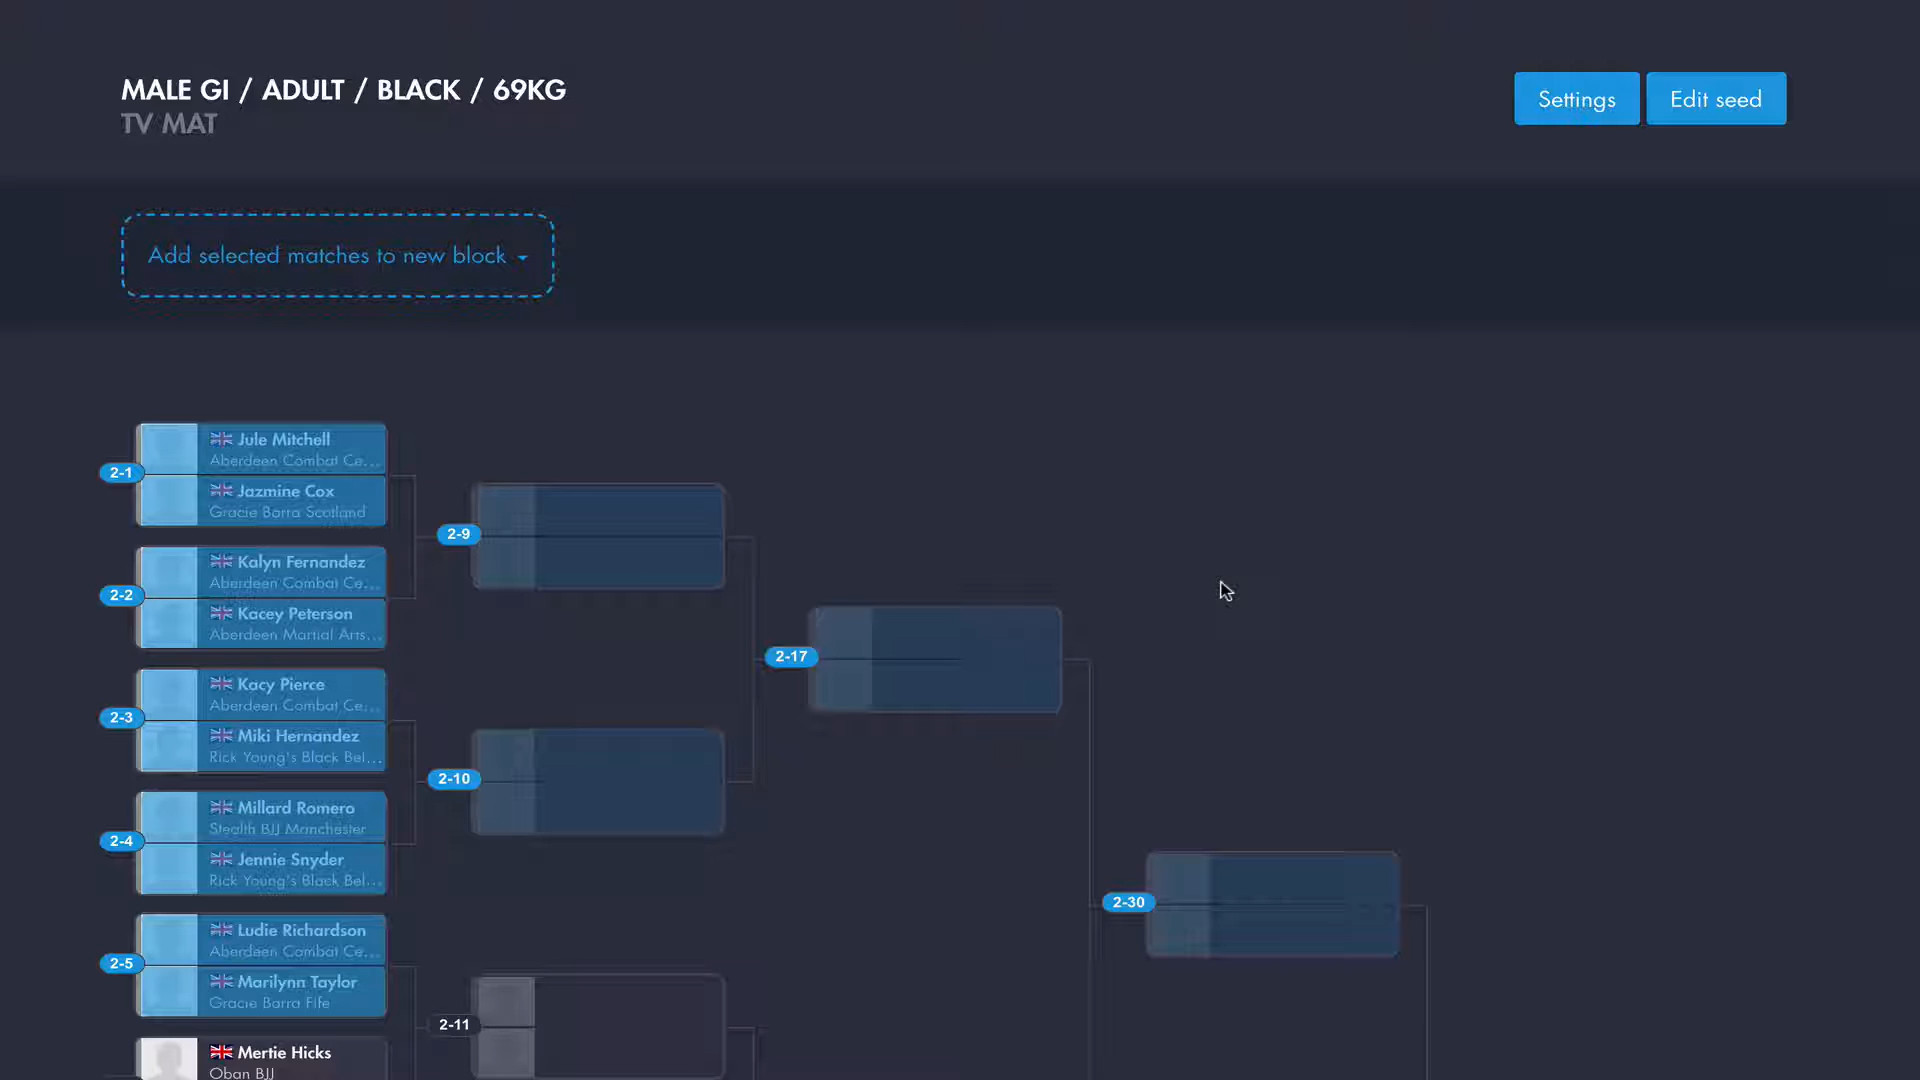 MALE GI / ADULT / BLACK / 69KG
TV MAT
Settings
Edit seed
Add selected matches to new block
2-1
Jule Mitchell
Aberdeen Combat Ce...
Jazmine Cox
Gracie Barra Scotland
2-2
Kalyn Fernandez
Aberdeen Combat Ce...
Kacey Peterson
Aberdeen Martial Arts...
2-3
Kacy Pierce
Aberdeen Combat Ce...
Miki Hernandez
Rick Young's Black Bel...
2-4
Millard Romero
Stealth BJJ Manchester
Jennie Snyder
Rick Young's Black Bel...
2-5
Ludie Richardson
Aberdeen Combat Ce...
Marilynn Taylor
Gracie Barra Fife
Mertie Hicks
Oban BJJ
2-9
2-10
2-11
2-17
2-30